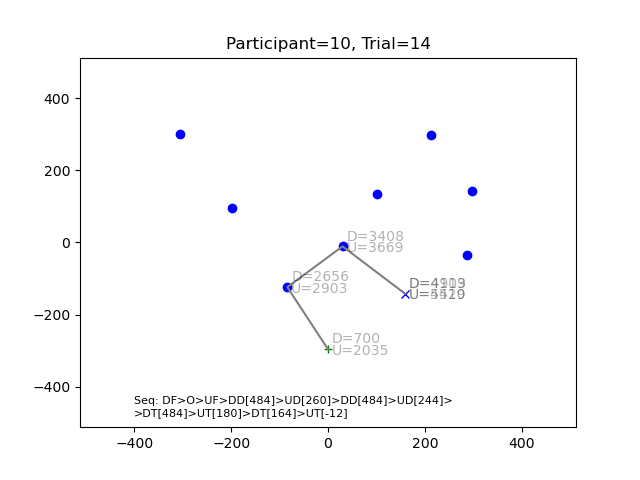 Participant=10, Trial=14
400
200
D=3408
0
U=3669
D=2656
U=2903
−200
D=700
U=2035
−400
Seq: DF>O>UF>DD[484]>UD[260]>DD[484]>UD[244]>
>DT[484]>UT[180]>DT[164]>UT[-12]
−400 −200 0 200 400